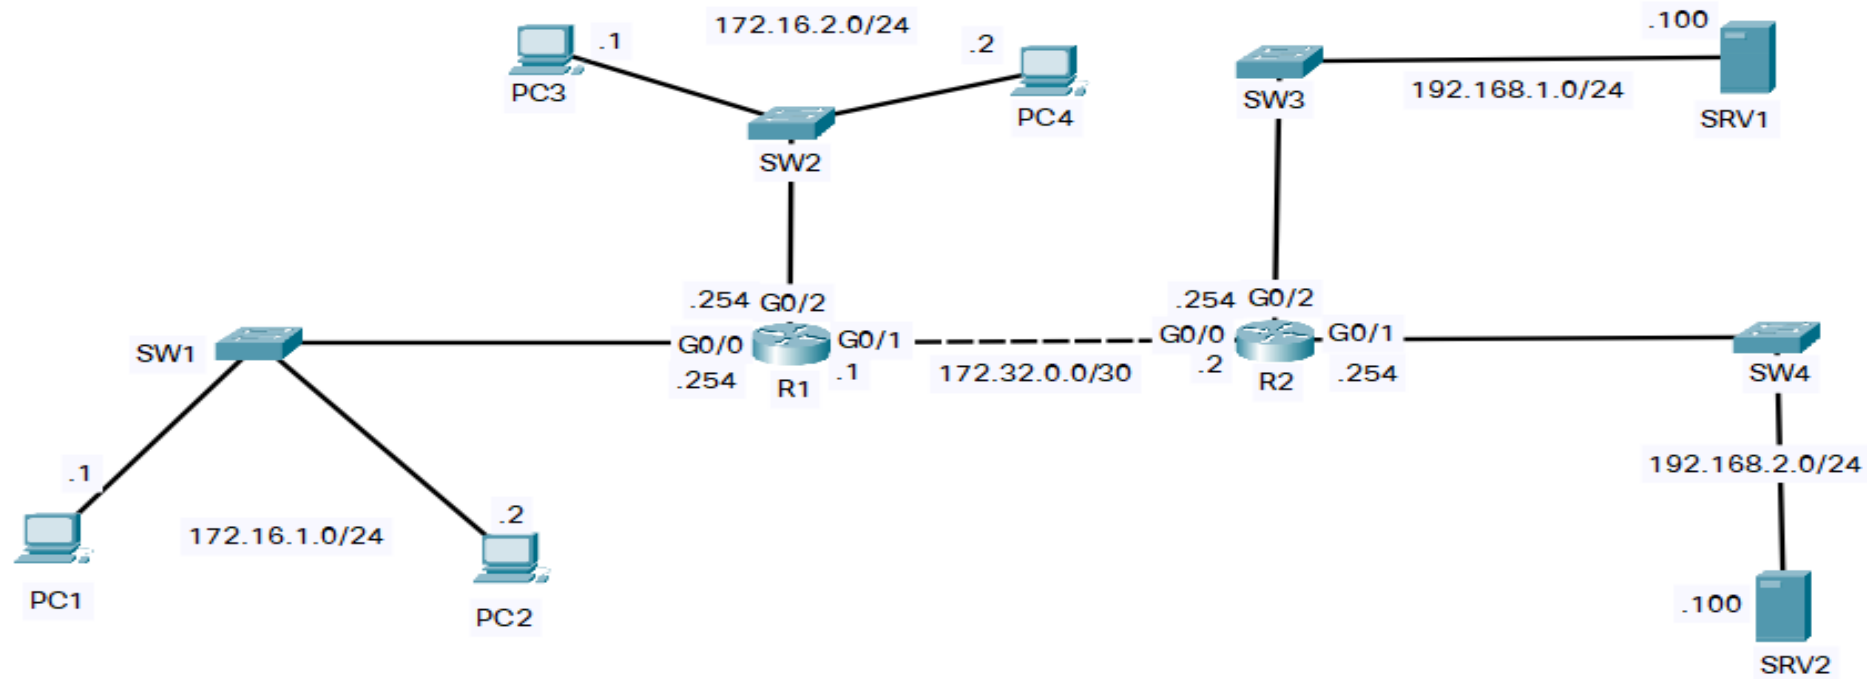 .1
172.16.2.0/24
.2
PC3
PC4
SW2
.100
SW3
192.168.1.0/24
SRV1
.254 G0/2
SW1
G0/0
.254
R1
G0/1
.1
172.32.0.0/30
.254 G0/2
G0/0
.2
R2
G0/1
.254
SW4
192.168.2.0/24
.1
172.16.1.0/24
.2
PC1
PC2
.100
SRV2